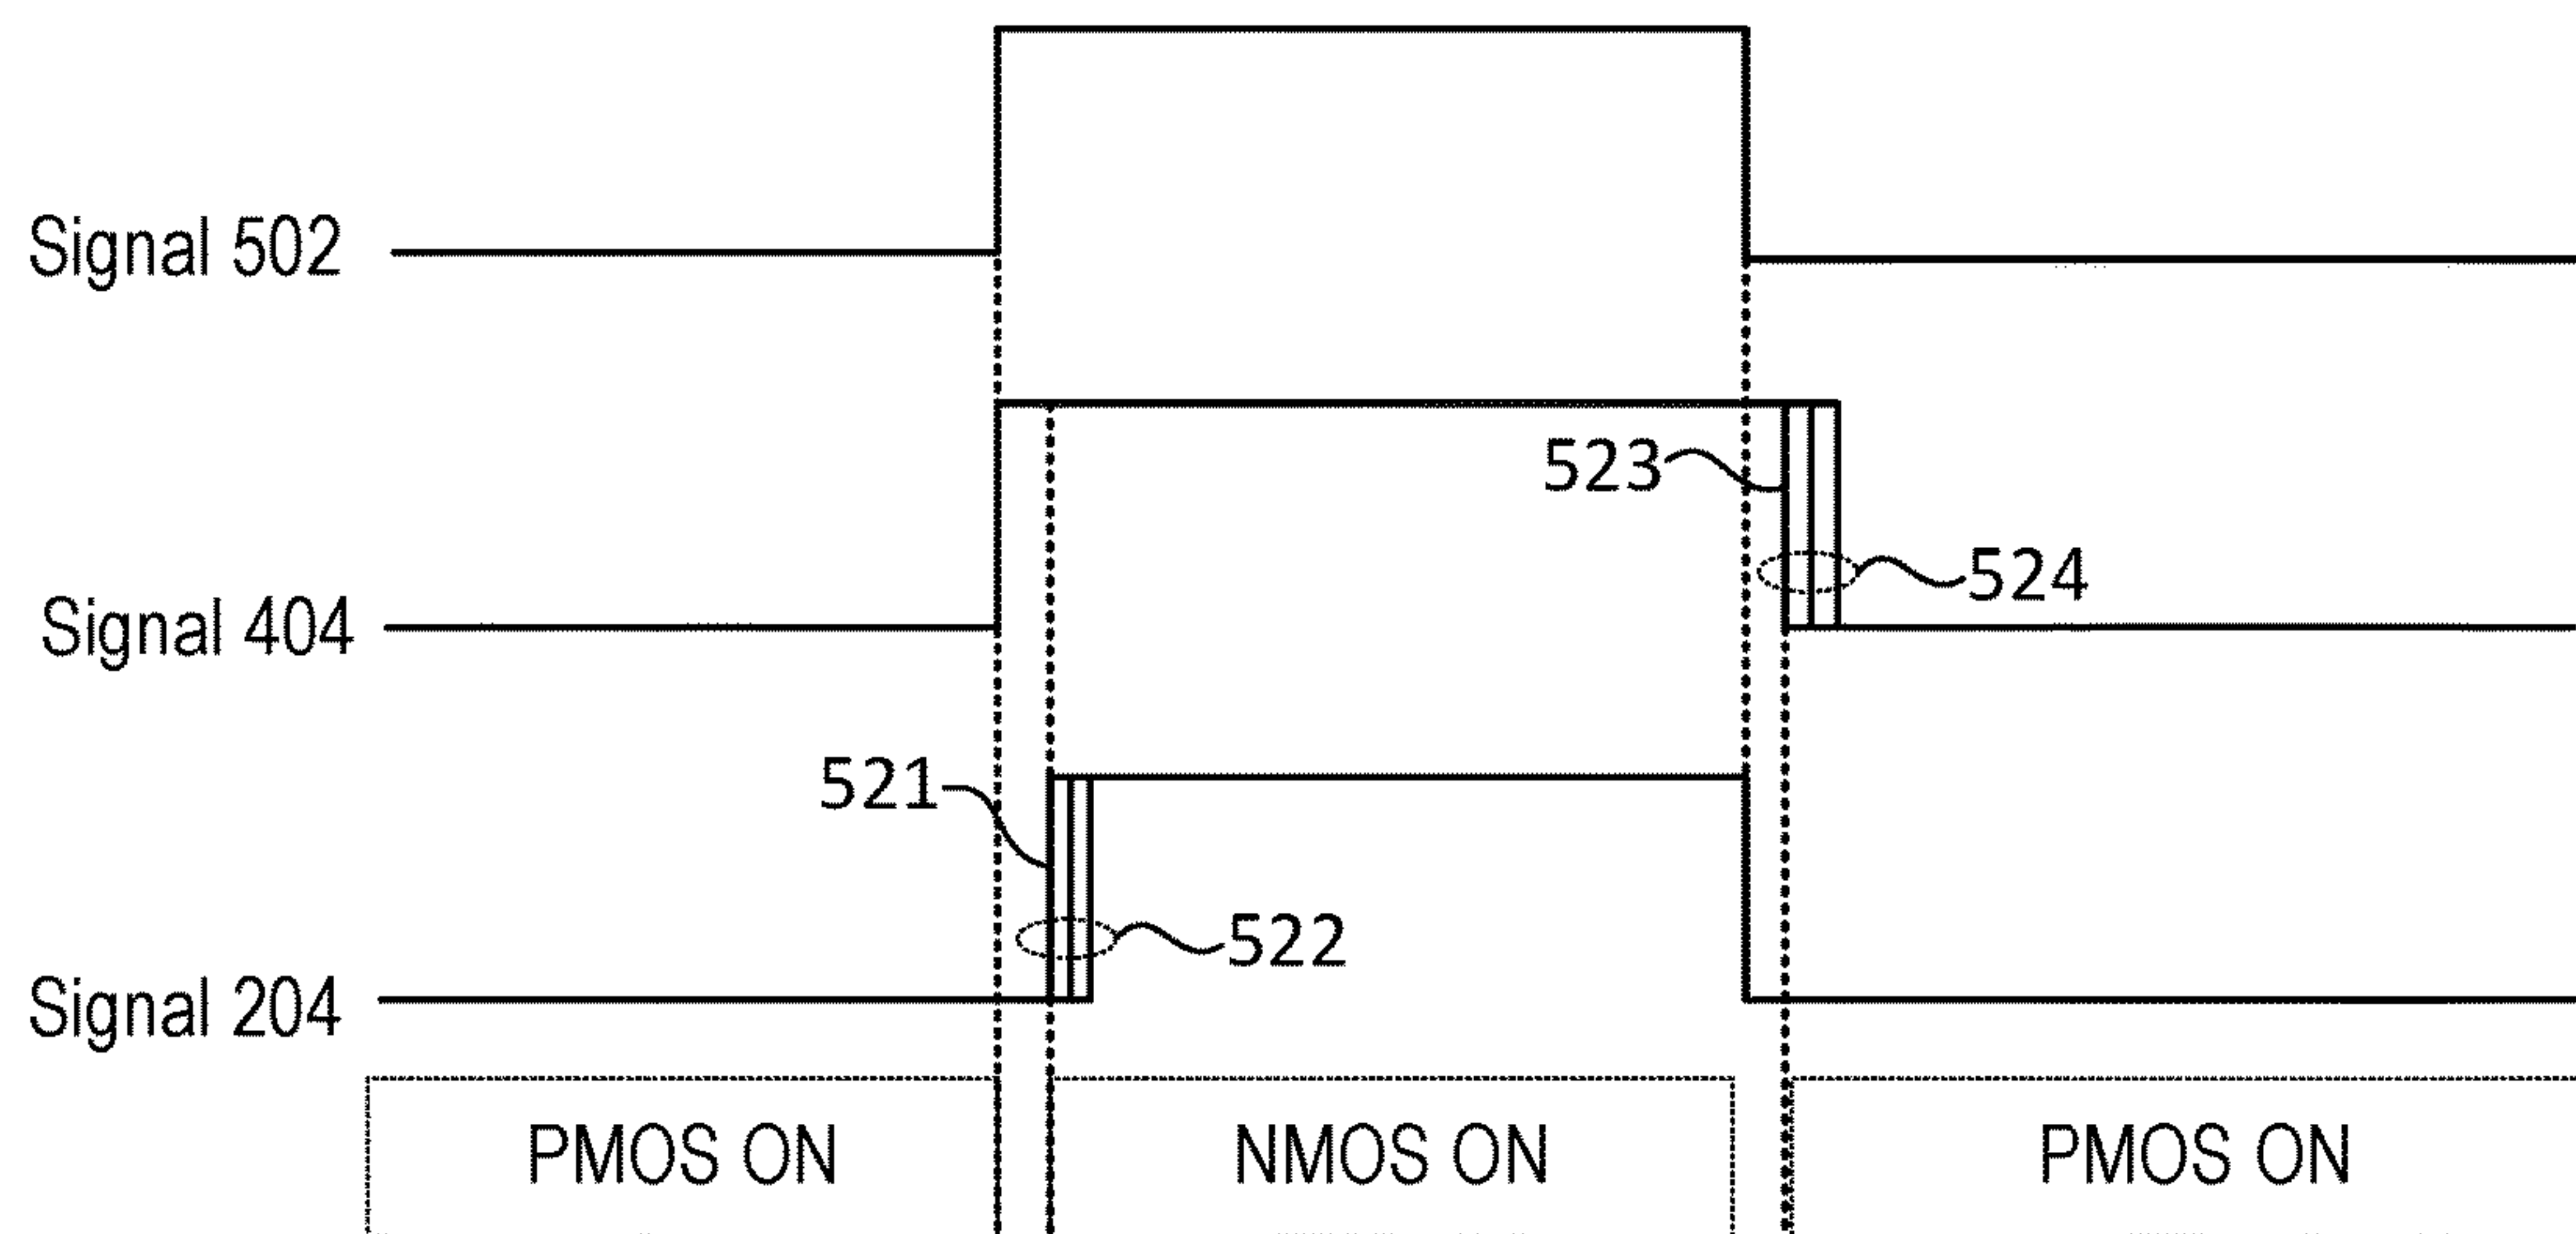 Signal 502
523
524
Signal 404
521
522
Signal 204
PMOS ON NMOS ON PMOS ON